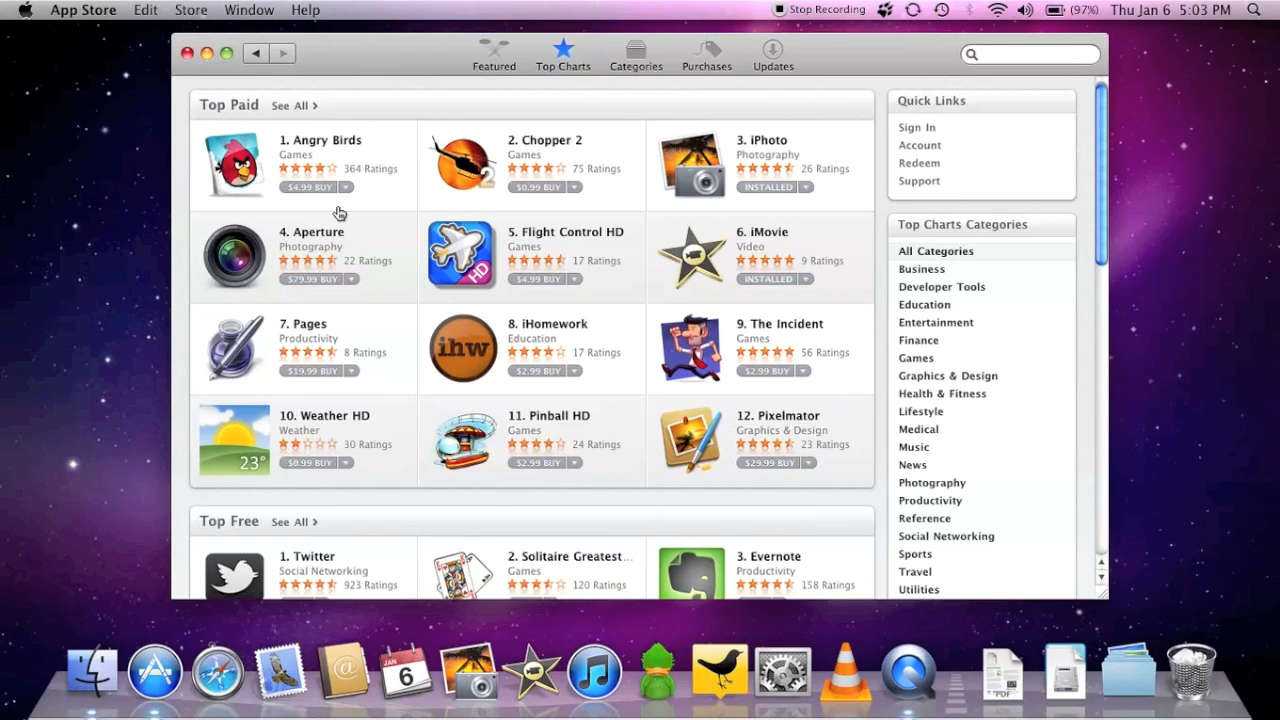 App Store Edit Store Window Help Stop Recording (97%) Thu Jan 6 5:03 PM
Featured Top Charts Categories Purchases Updates
Top Paid See All >
1. Angry Birds
Games
364 Ratings
$4.99 BUY
2. Chopper 2
Games
75 Ratings
$0.99 BUY
2
3. iPhoto
Photography
26 Ratings
INSTALLED
4. Aperture
Photography
22 Ratings
$79.99 BUY
5. Flight Control HD
Games
17 Ratings
$4.99 BUY
HD
6. iMovie
Video
9 Ratings
INSTALLED
7. Pages
Productivity
8 Ratings
$19.99 BUY
8. iHomework
Education
17 Ratings
$2.99 BUY
ihw
9. The Incident
Games
56 Ratings
$2.99 BUY
10. Weather HD
Weather
30 Ratings
$0.99 BUY
23°
11. Pinball HD
Games
24 Ratings
$2.99 BUY
12. Pixelmator
Graphics & Design
23 Ratings
$29.99 BUY
Top Free See All >
1. Twitter
Social Networking
923 Ratings
2. Solitaire Greatest...
Games
120 Ratings
3. Evernote
Productivity
158 Ratings
Quick Links
Sign In
Account
Redeem
Support
Top Charts Categories
All Categories
Business
Developer Tools
Education
Entertainment
Finance
Games
Graphics & Design
Health & Fitness
Lifestyle
Medical
Music
News
Photography
Productivity
Reference
Social Networking
Sports
Travel
Utilities
@
JAN
6
PDF